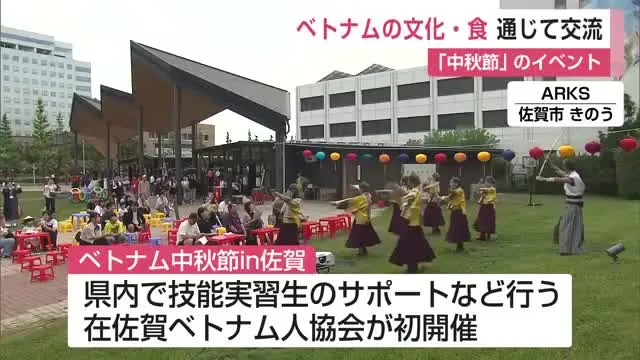 ベトナムの文化・食 通じて交流
「中秋節」のイベント
ARKS
佐賀市 きのう
ベトナム中秋節in佐賀
県内で技能実習生のサポートなど行う
在佐賀ベトナム人協会が初開催